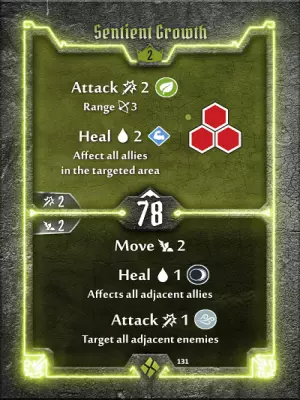 Sentient Growth
2
Attack 2
Range 3
Heal 2
Affect all allies
in the targeted area
2
78
2
Move 2
Heal 1
Affects all adjacent allies
Attack 1
Target all adjacent enemies
131